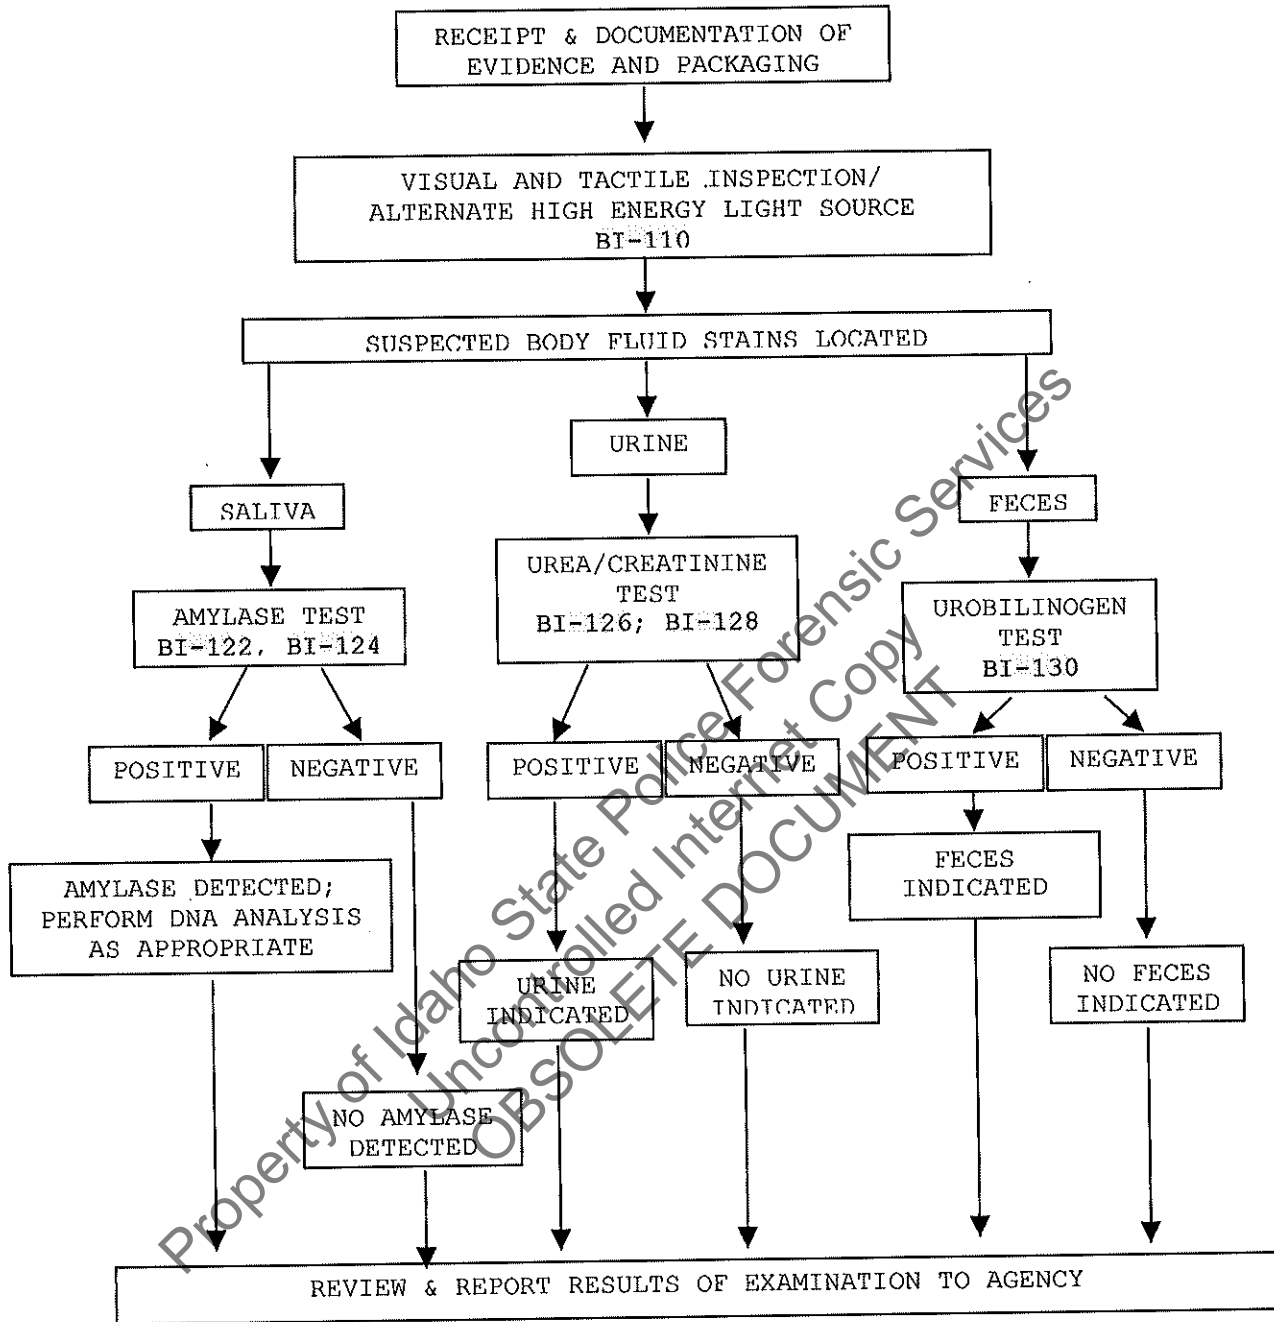 RECEIPT & DOCUMENTATION OF
EVIDENCE AND PACKAGING
VISUAL AND TACTILE INSPECTION/
ALTERNATE HIGH ENERGY LIGHT SOURCE
BI-110
SUSPECTED BODY FLUID STAINS LOCATED
SALIVA
AMYLASE TEST
BI-122, BI-124
POSITIVE
NEGATIVE
AMYLASE DETECTED;
PERFORM DNA ANALYSIS
AS APPROPRIATE
NO AMYLASE
DETECTED
URINE
UREA/CREATININE
TEST
BI-126; BI-128
POSITIVE
NEGATIVE
URINE
INDICATED
NO URINE
INDICATED
FECES
UROBILINOGEN
TEST
BI-130
POSITIVE
NEGATIVE
FECES
INDICATED
NO FECES
INDICATED
REVIEW & REPORT RESULTS OF EXAMINATION TO AGENCY
Property of Idaho State Police Forensic Services
Uncontrolled Internet Copy
OBSOLETE DOCUMENT